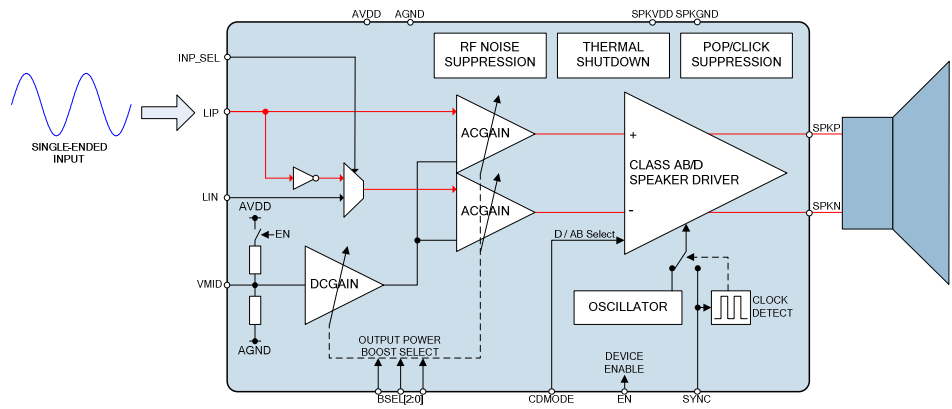 AVDD
AGND
SPKVDD
SPKGND
INP_SEL
RF NOISE
SUPPRESSION
THERMAL
SHUTDOWN
POP/CLICK
SUPPRESSION
LIP
SINGLE-ENDED
INPUT
ACGAIN
+
CLASS AB/D
SPEAKER DRIVER
-
SPKP
LIN
ACGAIN
SPKN
AVDD
EN
D / AB Select
VMID
DCGAIN
OSCILLATOR
CLOCK
DETECT
AGND
OUTPUT POWER
BOOST SELECT
DEVICE
ENABLE
BSEL[2:0]
CDMODE
EN
SYNC